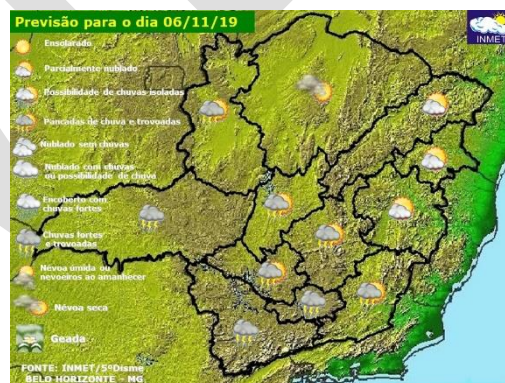 Previsão para o dia 06/11/19
INMET
Ensolarado
Parcialmente nublado
Possibilidade de chuvas isoladas
Pancadas de chuva e trovoadas
Nublado sem chuvas
Nublado com chuvas
ou possibilidade de chuva
Encoberto com
chuvas fortes
Chuvas fortes
e trovoadas
Névoa úmida ou
nevoeiros ao amanhecer
Névoa seca
Geada
FONTE: INMET/5ºDisme
BELO HORIZONTE - MG